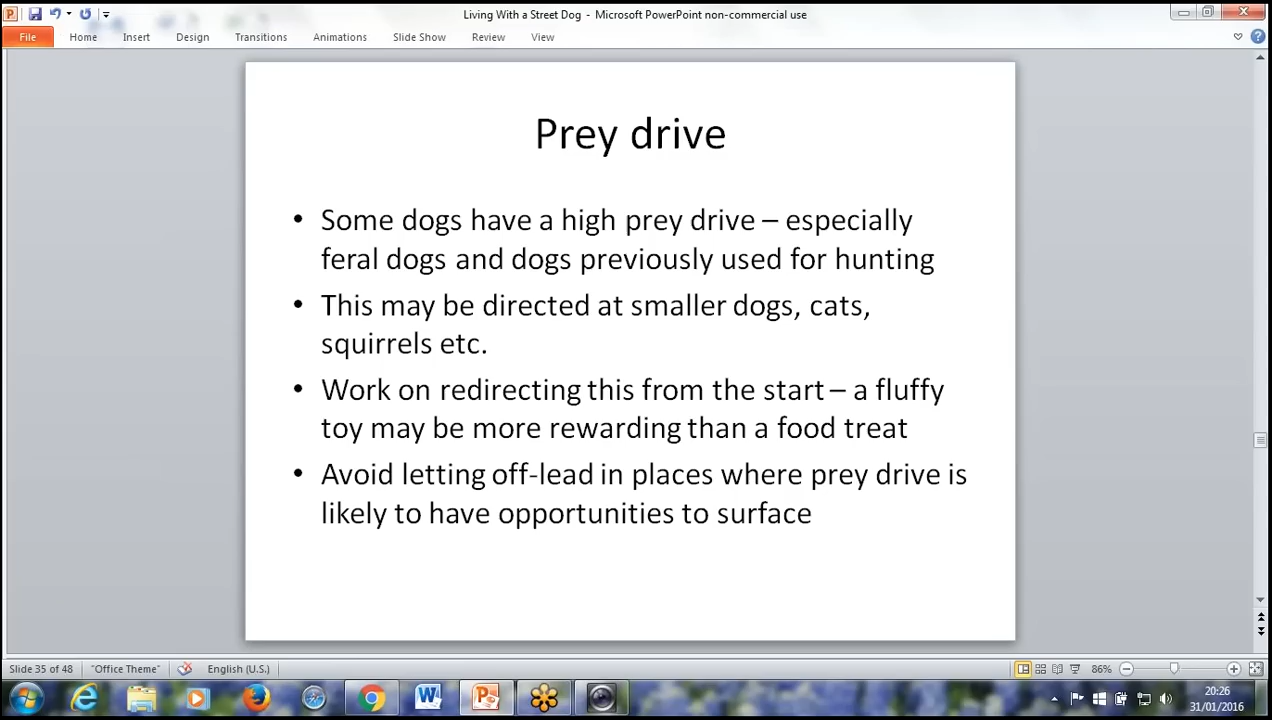 Living With a Street Dog - Microsoft PowerPoint non-commercial use
File Home Insert Design Transitions Animations Slide Show Review View
Prey drive
• Some dogs have a high prey drive – especially
feral dogs and dogs previously used for hunting
• This may be directed at smaller dogs, cats,
squirrels etc.
• Work on redirecting this from the start – a fluffy
toy may be more rewarding than a food treat
• Avoid letting off-lead in places where prey drive is
likely to have opportunities to surface
Slide 35 of 48 "Office Theme" English (U.S.) 86%
20:26
31/01/2016